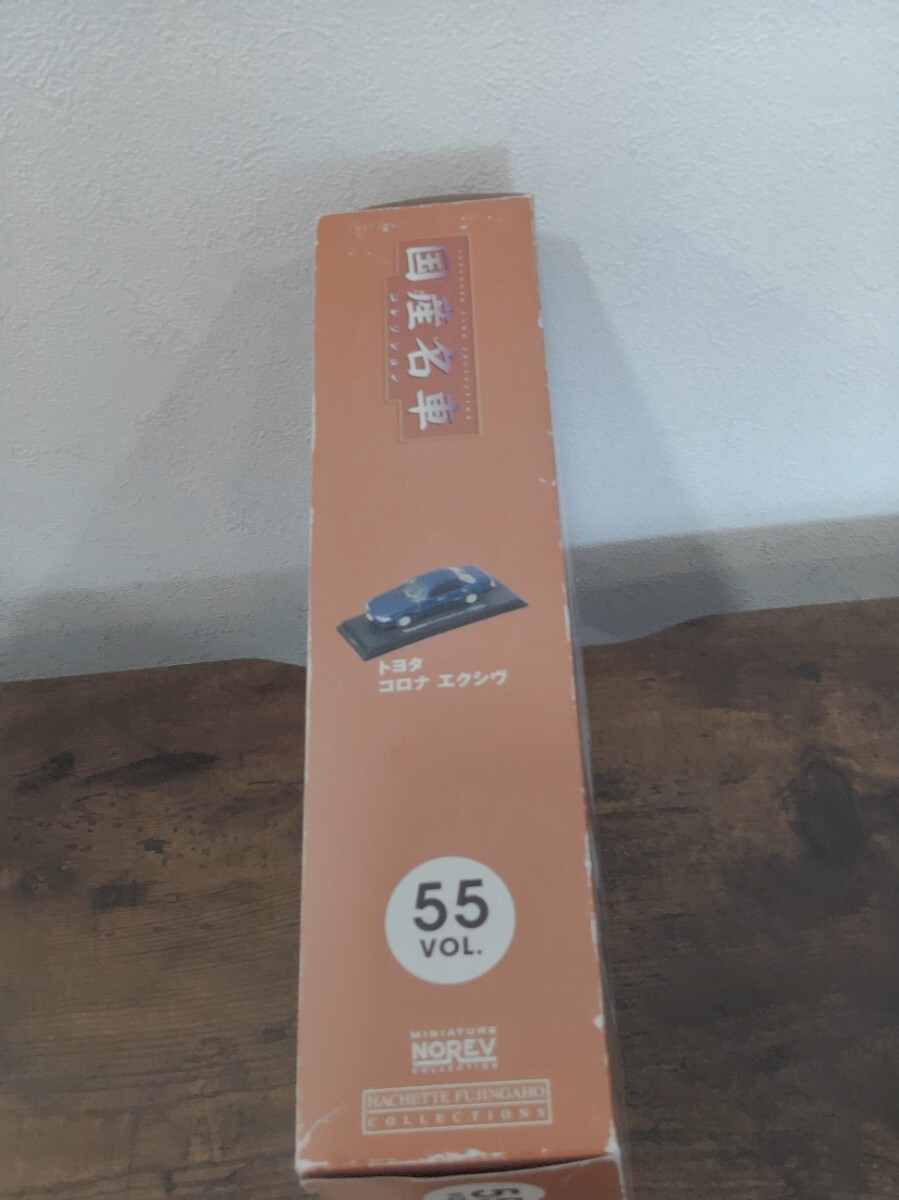 国産名車
コレクション
トヨタ
コロナ エクシヴ
55
VOL.
MINIATURE
NOREV
COLLECTION
HACHETTE FUJINGAHO
COLLECTIONS